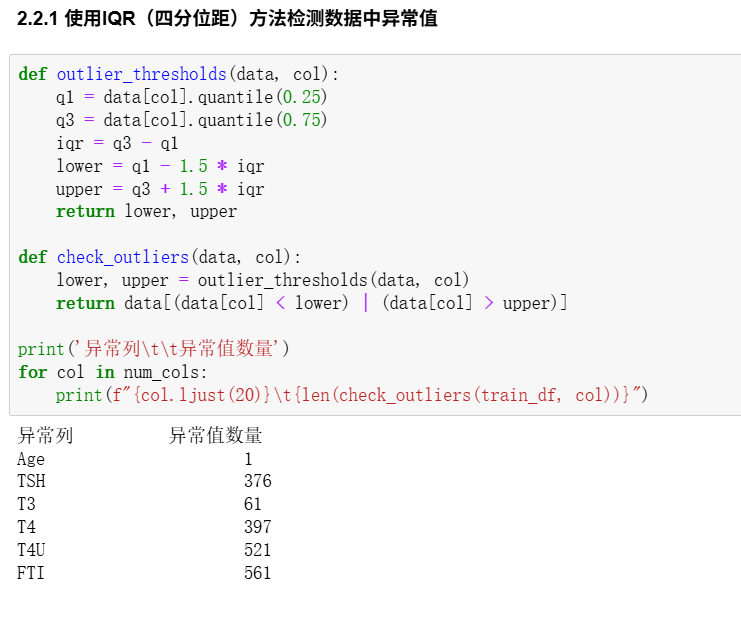 2.2.1 使用IQR（四分位距）方法检测数据中异常值
def outlier_thresholds(data, col):
    q1 = data[col].quantile(0.25)
    q3 = data[col].quantile(0.75)
    iqr = q3 - q1
    lower = q1 - 1.5 * iqr
    upper = q3 + 1.5 * iqr
    return lower, upper
def check_outliers(data, col):
    lower, upper = outlier_thresholds(data, col)
    return data[(data[col] < lower) | (data[col] > upper)]
print('异常列\t\t异常值数量')
for col in num_cols:
    print(f"{col.ljust(20)}\t{len(check_outliers(train_df, col))}")
异常列 异常值数量
Age 1
TSH 376
T3 61
T4 397
T4U 521
FTI 561